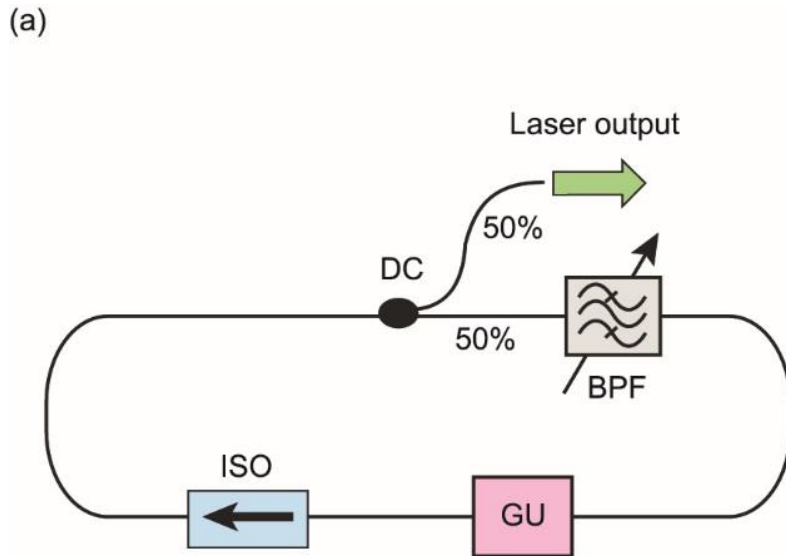 (a)
Laser output
50%
DC
50%
BPF
ISO
GU